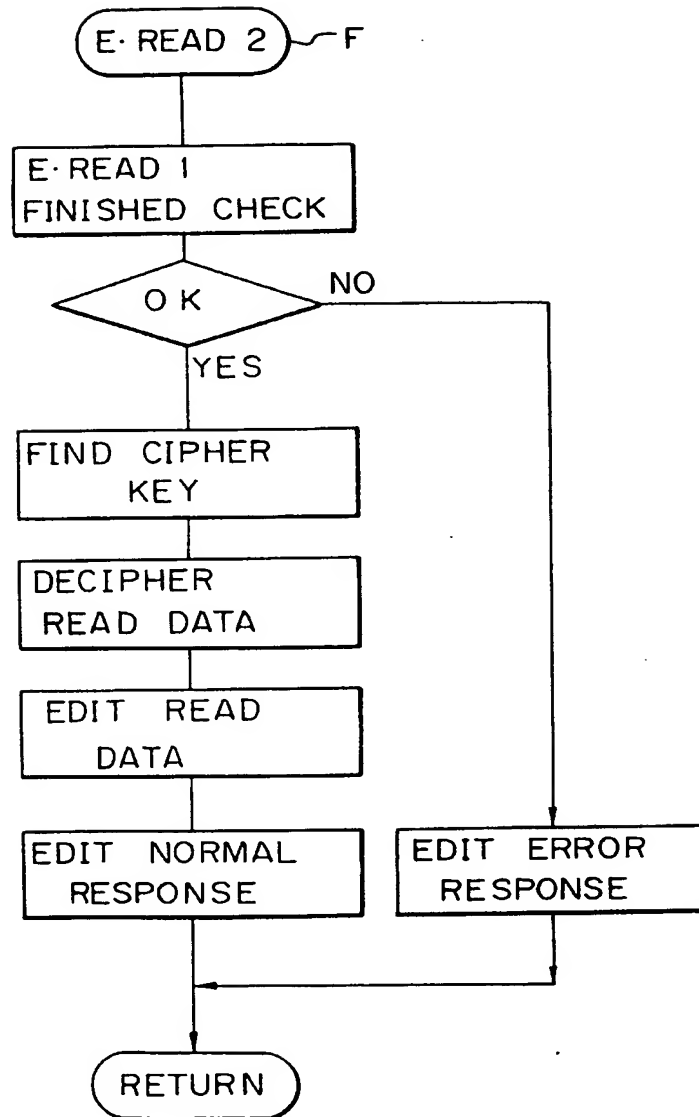 E·READ 2
F
E·READ 1
FINISHED CHECK
OK
NO
YES
FIND CIPHER
KEY
DECIPHER
READ DATA
EDIT READ
DATA
EDIT NORMAL
RESPONSE
EDIT ERROR
RESPONSE
RETURN